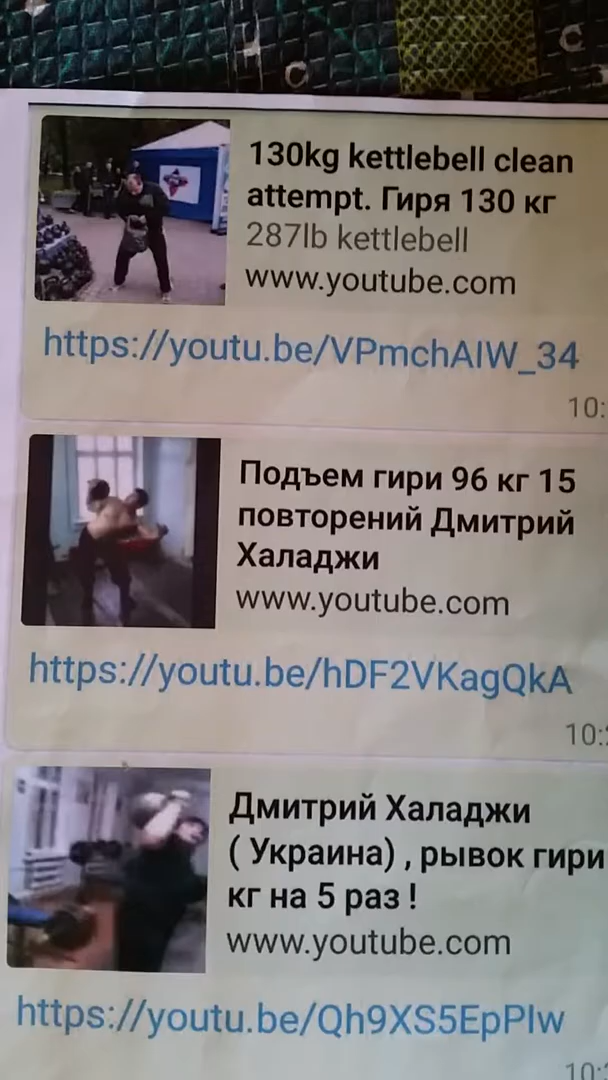 130kg kettlebell clean
attempt. Гиря 130 кг
287lb kettlebell
www.youtube.com
https://youtu.be/VPmchAIW_34
10:
Подъем гири 96 кг 15
повторений Дмитрий
Халаджи
www.youtube.com
https://youtu.be/hDF2VKagQkA
10:
Дмитрий Халаджи
( Украина) , рывок гири
кг на 5 раз !
www.youtube.com
https://youtu.be/Qh9XS5EpPIw
10: